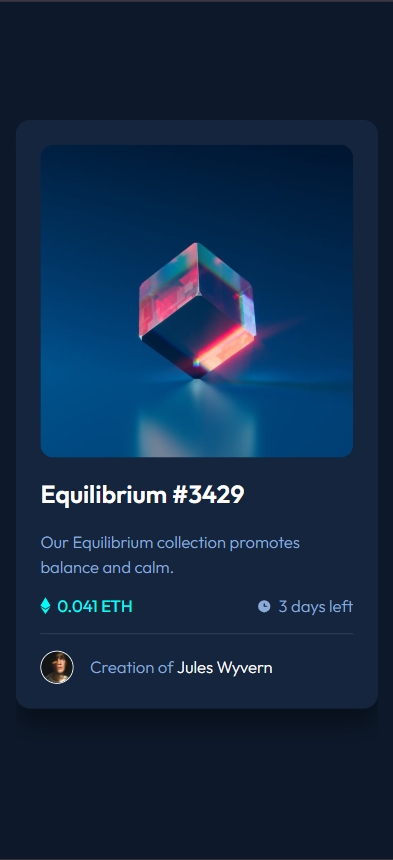 Equilibrium #3429
Our Equilibrium collection promotes
balance and calm.
0.041 ETH
3 days left
Creation of Jules Wyvern